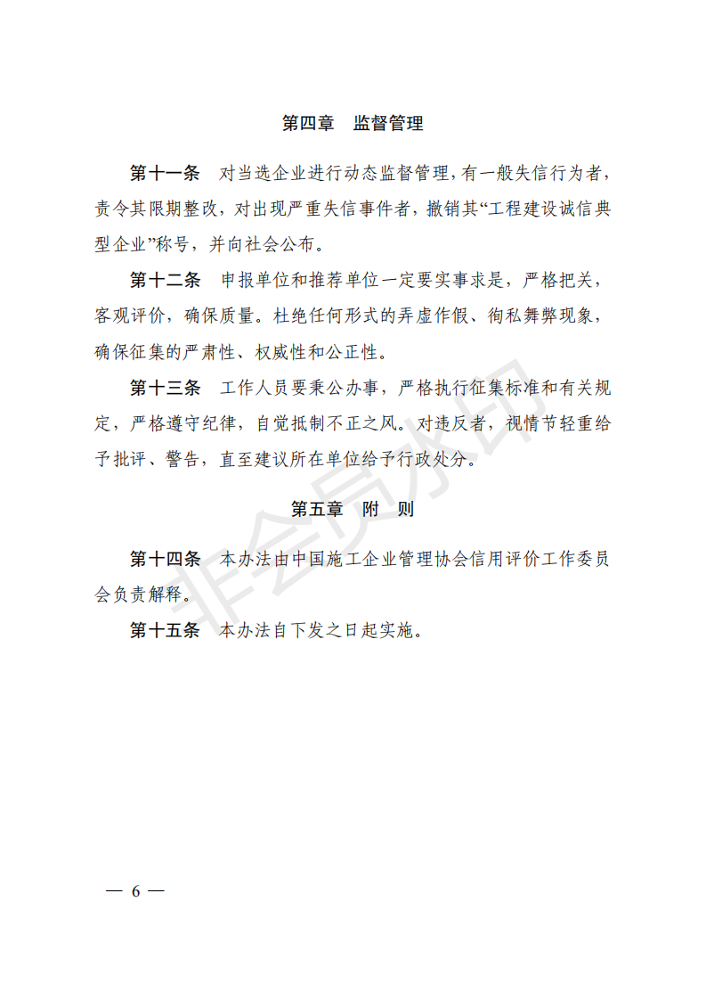 第四章　监督管理
第十一条　对当选企业进行动态监督管理，有一般失信行为者，
责令其限期整改，对出现严重失信事件者，撤销其“工程建设诚信典
型企业”称号，并向社会公布。
第十二条　申报单位和推荐单位一定要实事求是，严格把关，
客观评价，确保质量。杜绝任何形式的弄虚作假、徇私舞弊现象，
确保征集的严肃性、权威性和公正性。
第十三条　工作人员要秉公办事，严格执行征集标准和有关规
定，严格遵守纪律，自觉抵制不正之风。对违反者，视情节轻重给
予批评、警告，直至建议所在单位给予行政处分。
第五章　附　则
第十四条　本办法由中国施工企业管理协会信用评价工作委员
会负责解释。
第十五条　本办法自下发之日起实施。
非会员水印
— 6 —